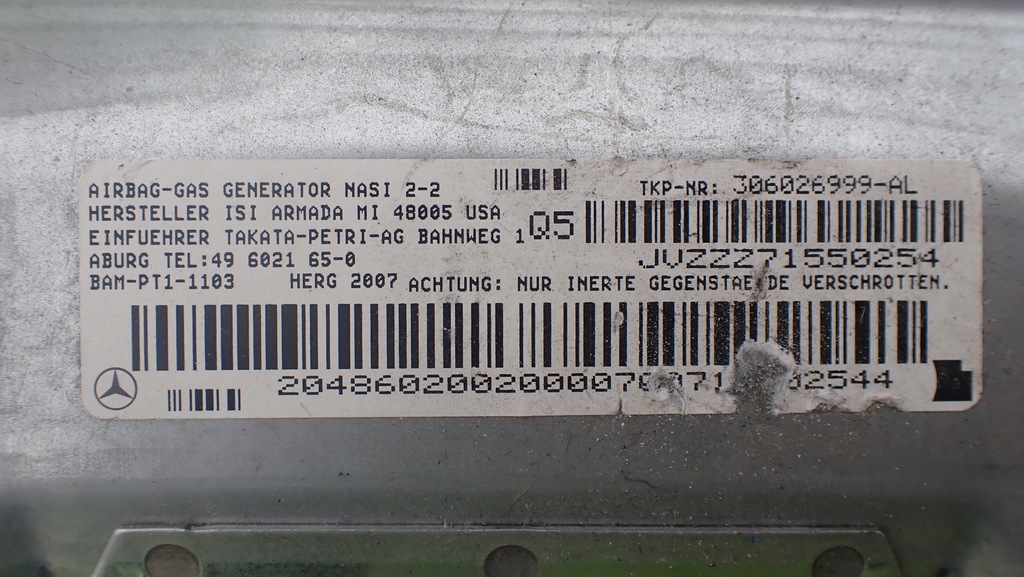 AIRBAG-GAS GENERATOR NASI 2-2
HERSTELLER ISI ARMADA MI 48005 USA
EINFUEHRER TAKATA-PETRI-AG BAHNWEG 1
ABURG TEL:49 6021 65-0
BAM-PT1-1103 HERG 2007
Q5
TKP-NR: 306026999-AL
JVZZZ71550254
ACHTUNG: NUR INERTE GEGENSTAE DE VERSCHROTTEN.